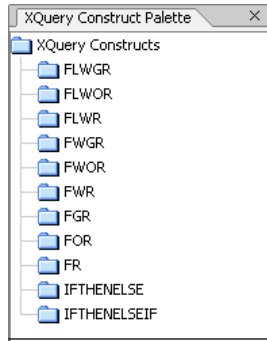 XQuery Construct Palette
XQuery Constructs
FLWGR
FLWOR
FLWR
FWGR
FWOR
FWR
FGR
FOR
FR
IFTHENELSE
IFTHENELSEIF